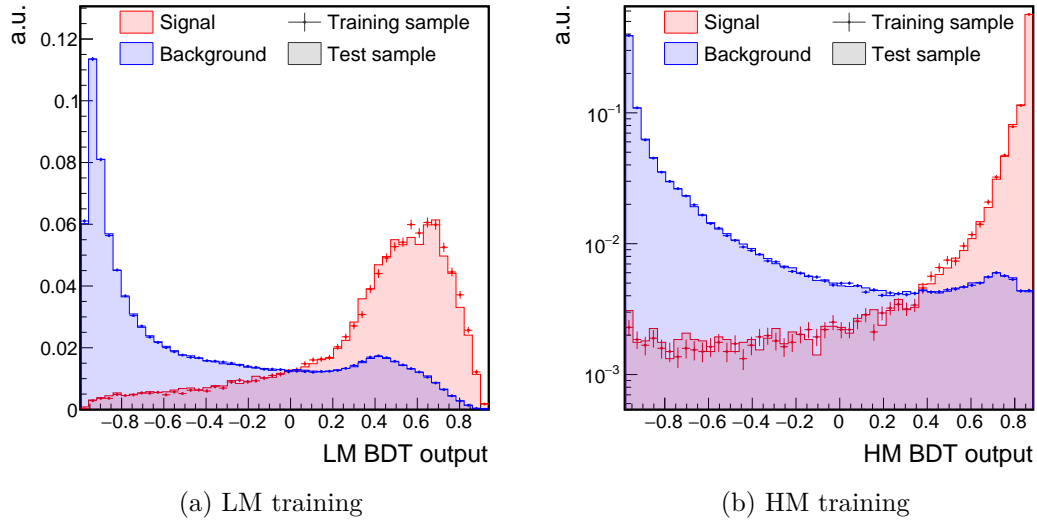 a.u.
Signal
Training sample
Background
Test sample
0.12
0.1
0.08
0.06
0.04
0.02
0
−0.8 −0.6 −0.4 −0.2 0 0.2 0.4 0.6 0.8
LM BDT output
(a) LM training
a.u.
Signal
Training sample
Background
Test sample
10−1
10−2
10−3
−0.8 −0.6 −0.4 −0.2 0 0.2 0.4 0.6 0.8
HM BDT output
(b) HM training